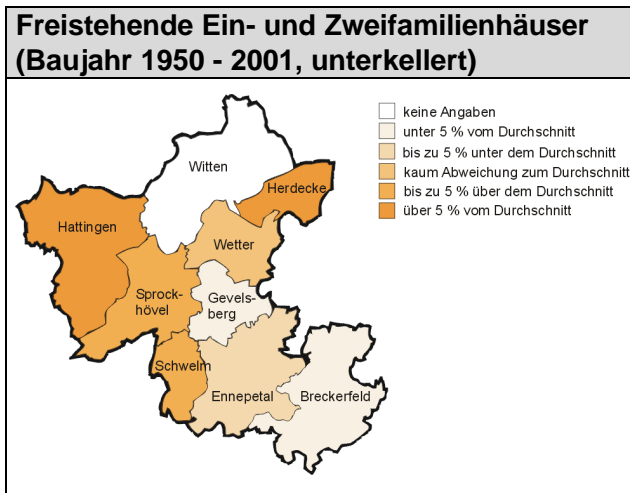 Freistehende Ein- und Zweifamilienhäuser
(Baujahr 1950 - 2001, unterkellert)
keine Angaben
unter 5 % vom Durchschnitt
bis zu 5 % unter dem Durchschnitt
kaum Abweichung zum Durchschnitt
bis zu 5 % über dem Durchschnitt
über 5 % vom Durchschnitt
Witten
Herdecke
Hattingen
Wetter
Sprock-
hövel
Gevels-
berg
Schwelm
Ennepetal
Breckerfeld